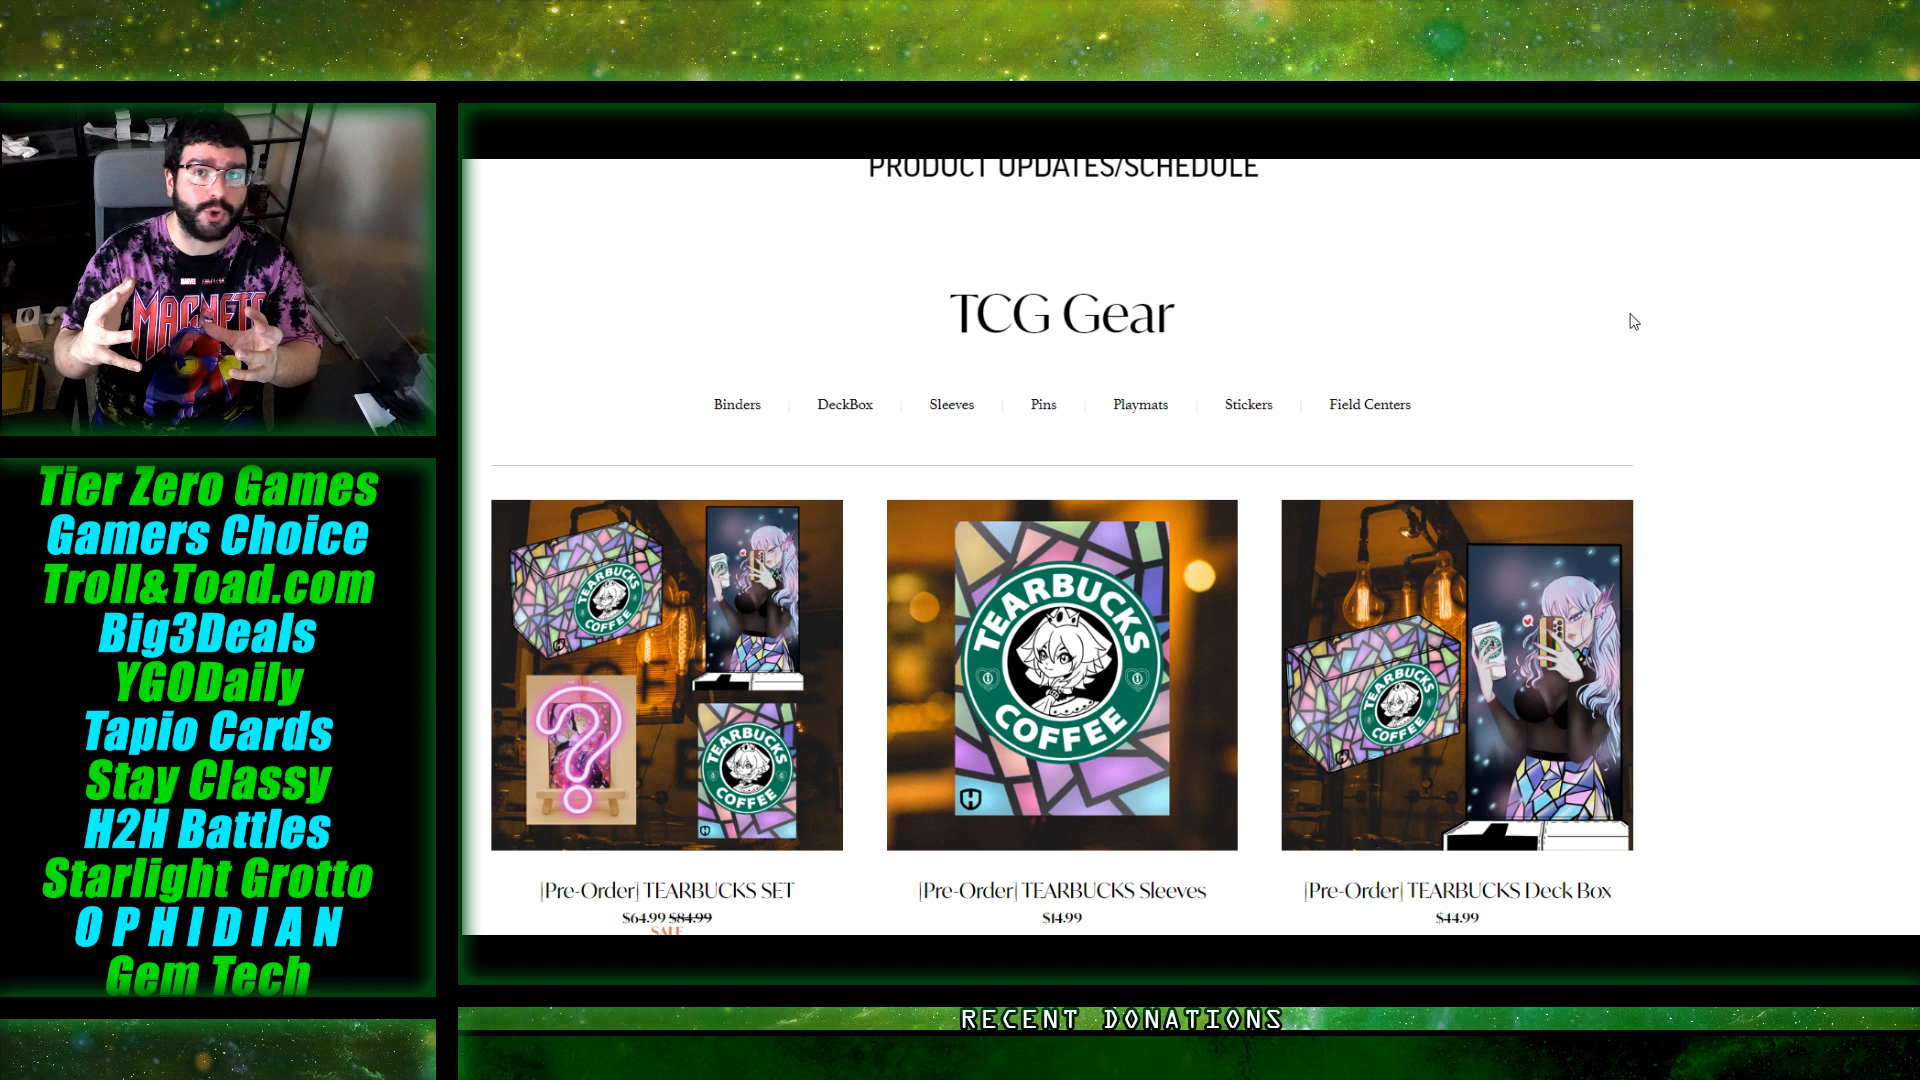 MARVEL
MAGNETO
Tier Zero Games
Gamers Choice
Troll&Toad.com
Big3Deals
YGODaily
Tapio Cards
Stay Classy
H2H Battles
Starlight Grotto
OPHIDIAN
Gem Tech
PRODUCT UPDATES/SCHEDULE
TCG Gear
Binders DeckBox Sleeves Pins Playmats Stickers Field Centers
TEARBUCKS
COFFEE
?
TEARBUCKS
COFFEE
TEARBUCKS
COFFEE
TEARBUCKS
COFFEE
[Pre-Order] TEARBUCKS SET
$64.99 $84.99
SALE
[Pre-Order] TEARBUCKS Sleeves
$14.99
[Pre-Order] TEARBUCKS Deck Box
$44.99
RECENT DONATIONS